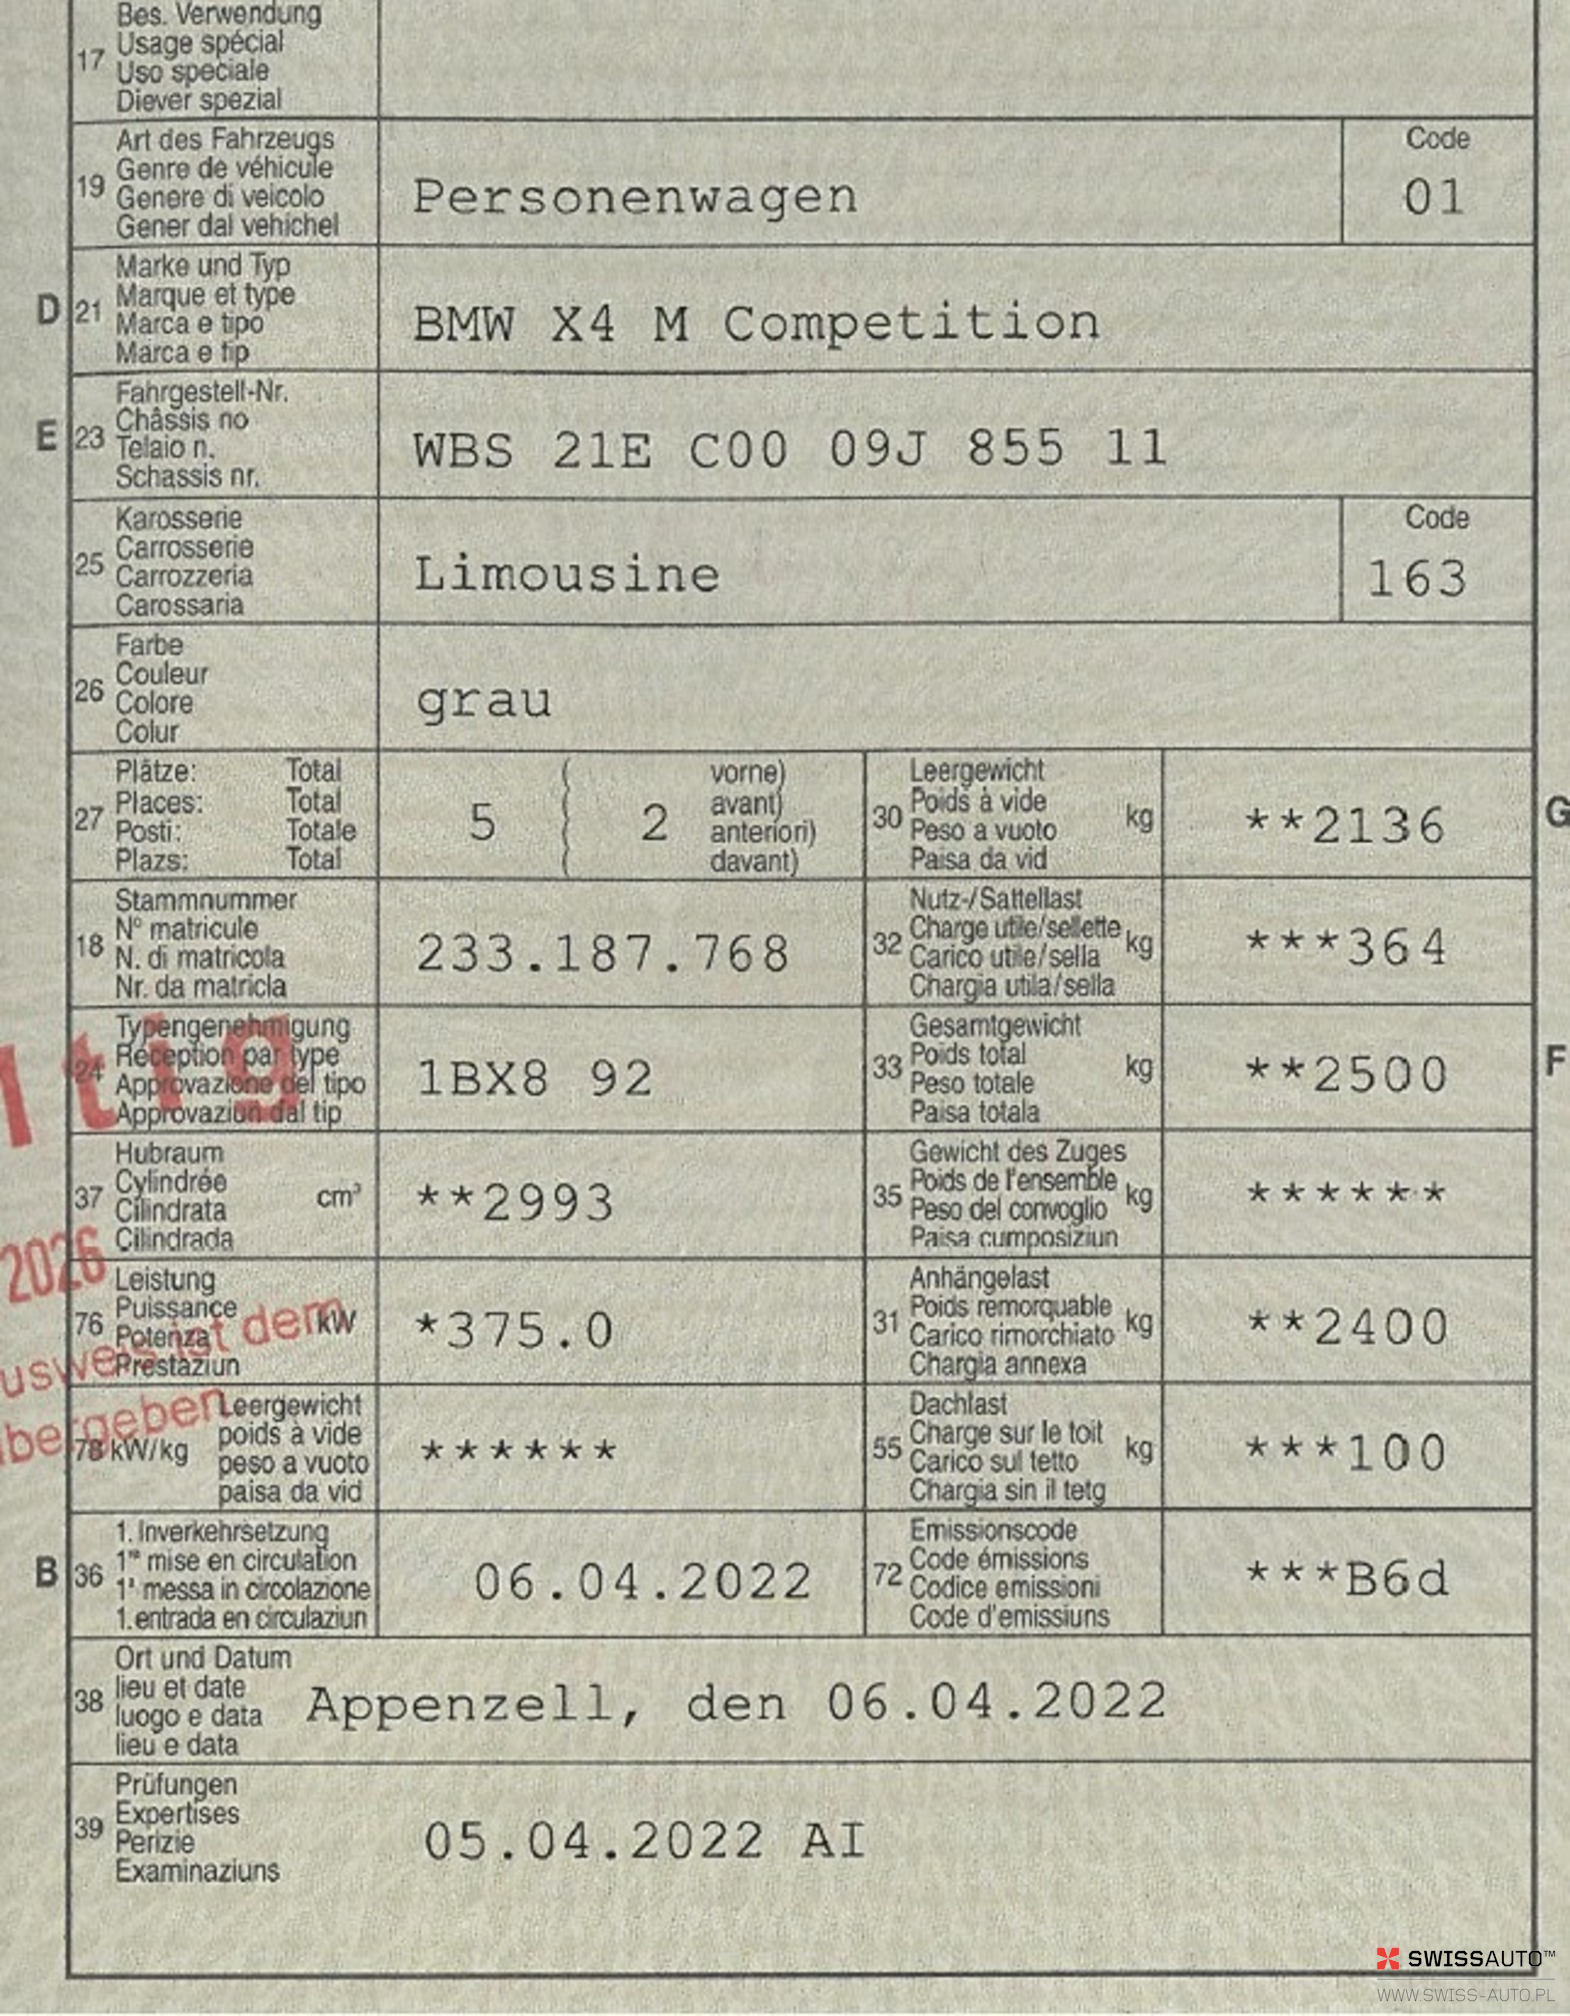 Bes. Verwendung
17 Usage spécial
Uso speciale
Diever spezial
Art des Fahrzeugs
19 Genre de véhicule
Genere di veicolo
Gener dal vehichel
Personenwagen
Code
01
D 21 Marke und Typ
Marque et type
Marca e tipo
Marca e tip
BMW X4 M Competition
E 23 Fahrgestell-Nr.
Châssis no
Telaio n.
Schassis nr.
WBS 21E C00 09J 855 11
25 Karosserie
Carrosserie
Carrozzeria
Carossaria
Limousine
Code
163
26 Farbe
Couleur
Colore
Colur
grau
27 Plätze: Total
Places: Total
Posti: Totale
Plazs: Total
5 ( 2 vorne)
( avant)
( anteriori)
( davant)
30 Leergewicht
Poids à vide kg
Peso a vuoto
Paisa da vid
**2136
G
18 Stammnummer
N° matricule
N. di matricola
Nr. da matricla
233.187.768
32 Nutz-/Sattellast
Charge utile/sellette kg
Carico utile/sella
Chargia utila/sella
***364
24 Typengenehmigung
Réception par type
Approvazione del tipo
Approvaziun dal tip
1BX8 92
33 Gesamtgewicht
Poids total kg
Peso totale
Paisa totala
**2500
F
ltig
37 Hubraum
Cylindrée cm³
Cilindrata
Cilindrada
**2993
35 Gewicht des Zuges
Poids de l'ensemble kg
Peso del convoglio
Paisa cumposiziun
******
2026
76 Leistung
Puissance kW
Potenza
Prestaziun
*375.0
31 Anhängelast
Poids remorquable kg
Carico rimorchiato
Chargia annexa
**2400
usweis ist dem
bergeben
78 kW/kg Leergewicht
poids à vide
peso a vuoto
paisa da vid
******
55 Dachlast
Charge sur le toit kg
Carico sul tetto
Chargia sin il tetg
***100
B 36 1. Inverkehrsetzung
1re mise en circulation
1a messa in circolazione
1. entrada en circulaziun
06.04.2022
72 Emissionscode
Code émissions
Codice emissioni
Code d'emissiuns
***B6d
38 Ort und Datum
lieu et date
luogo e data
lieu e data
Appenzell, den 06.04.2022
39 Prüfungen
Expertises
Perizie
Examinaziuns
05.04.2022 AI
SWISSAUTO™
WWW.SWISS-AUTO.PL